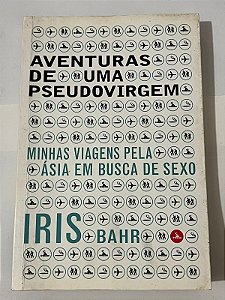 AVENTURAS
DE UMA
PSEUDOVIRGEM
MINHAS VIAGENS PELA
ÁSIA EM BUSCA DE SEXO
IRIS
BAHR